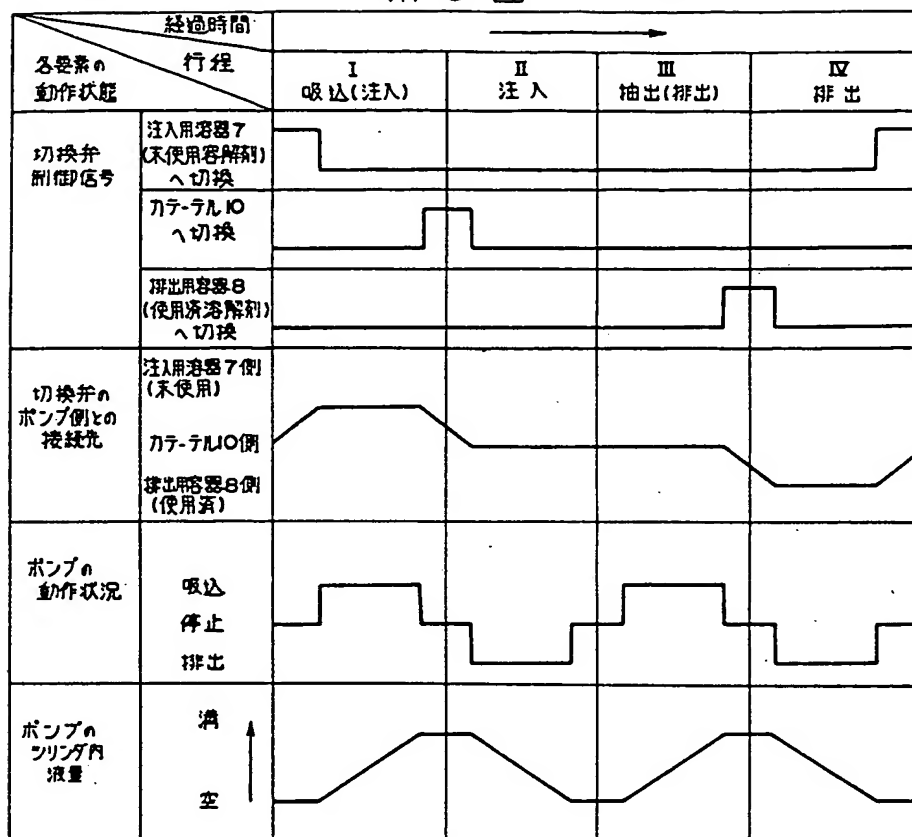 経過時間
各要素の
動作状態
行程
I
吸込(注入)
II
注入
III
抽出(排出)
IV
排出
切換弁
制御信号
注入用容器7
(未使用容解剤)
へ切換
カテーテル10
へ切換
排出用容器8
(使用済溶解剤)
へ切換
切換弁の
ポンプ側との
接続先
注入用溶器7側
(未使用)
カテーテル10側
排出用容器8側
(使用済)
ポンプの
動作状況
吸込
停止
排出
ポンプの
シリンダ内
液量
満
空